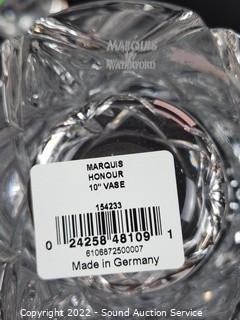 MARQUIS
BY
WATERFORD
MARQUIS
HONOUR
10" VASE
154233
0 24258 48109 1
6106872500007
Made in Germany
Copyright 2022 - Sound Auction Service